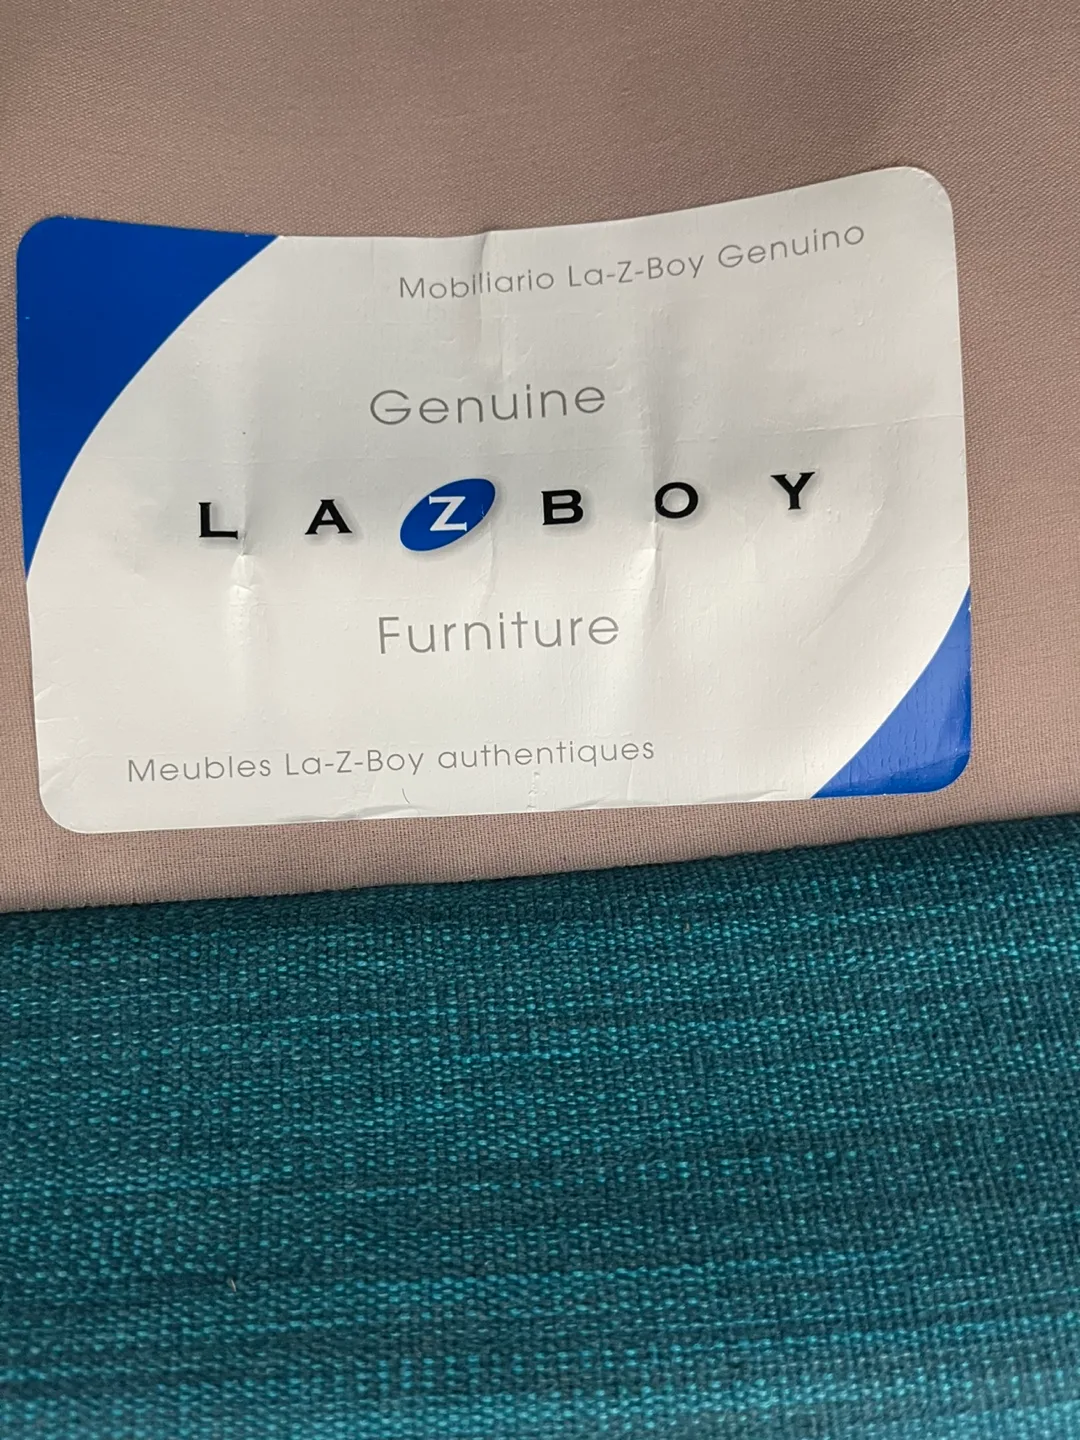 Mobiliario La-Z-Boy Genuino
Genuine
LAZBOY
Furniture
Meubles La-Z-Boy authentiques